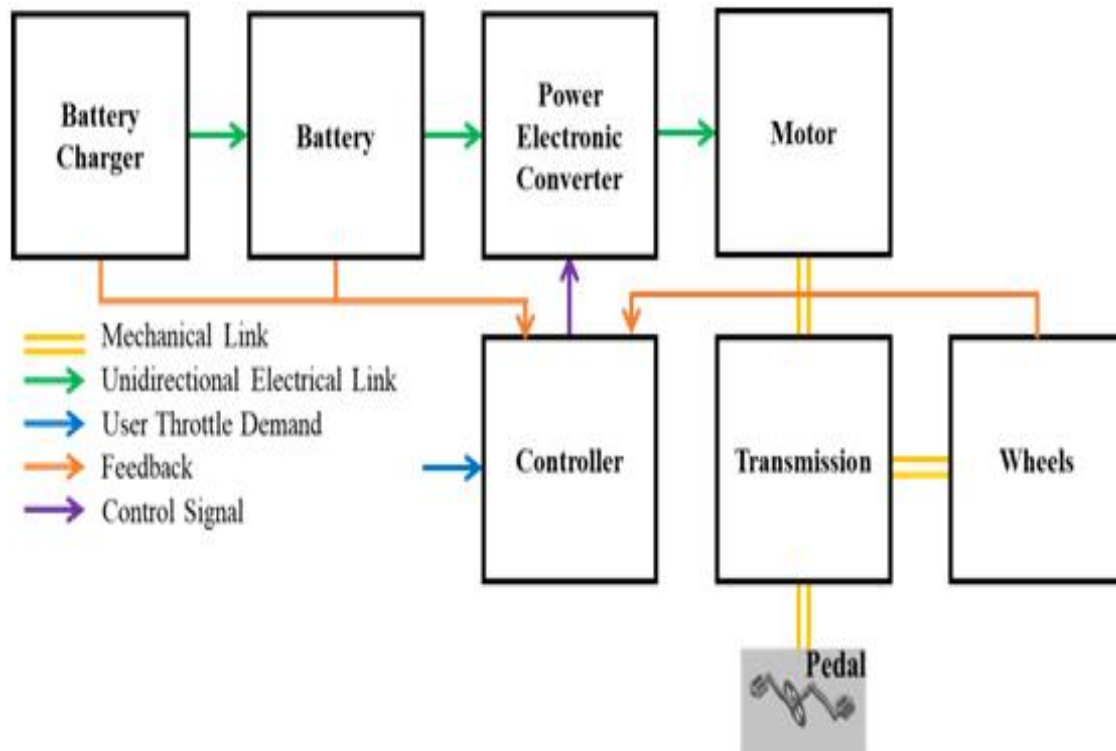 Battery
Charger
Battery
Power
Electronic
Converter
Motor
Mechanical Link
Unidirectional Electrical Link
User Throttle Demand
Feedback
Control Signal
Controller
Transmission
Wheels
Pedal